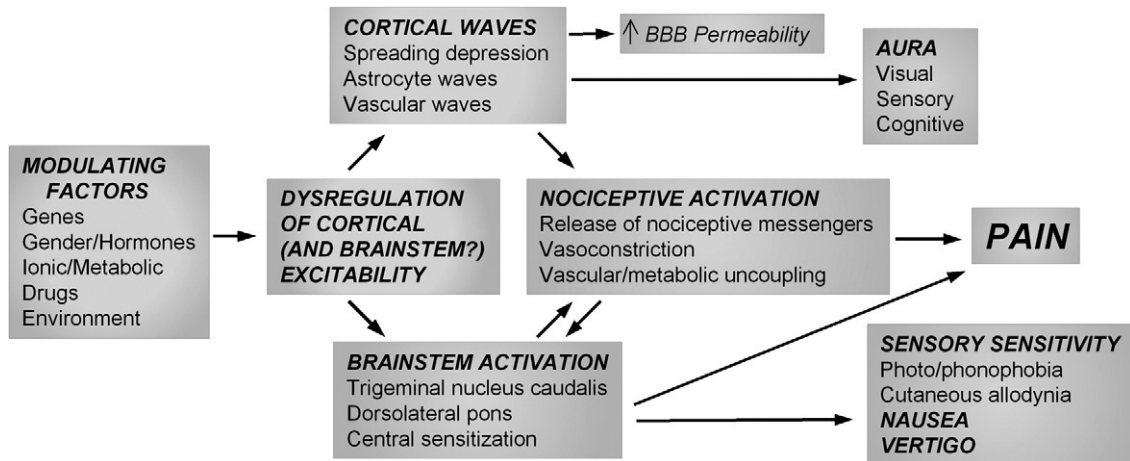 CORTICAL WAVES
Spreading depression
Astrocyte waves
Vascular waves
↑ BBB Permeability
AURA
Visual
Sensory
Cognitive
MODULATING
FACTORS
Genes
Gender/Hormones
Ionic/Metabolic
Drugs
Environment
DYSREGULATION
OF CORTICAL
(AND BRAINSTEM?)
EXCITABILITY
NOCICEPTIVE ACTIVATION
Release of nociceptive messengers
Vasoconstriction
Vascular/metabolic uncoupling
PAIN
BRAINSTEM ACTIVATION
Trigeminal nucleus caudalis
Dorsolateral pons
Central sensitization
SENSORY SENSITIVITY
Photo/phonophobia
Cutaneous allodynia
NAUSEA
VERTIGO